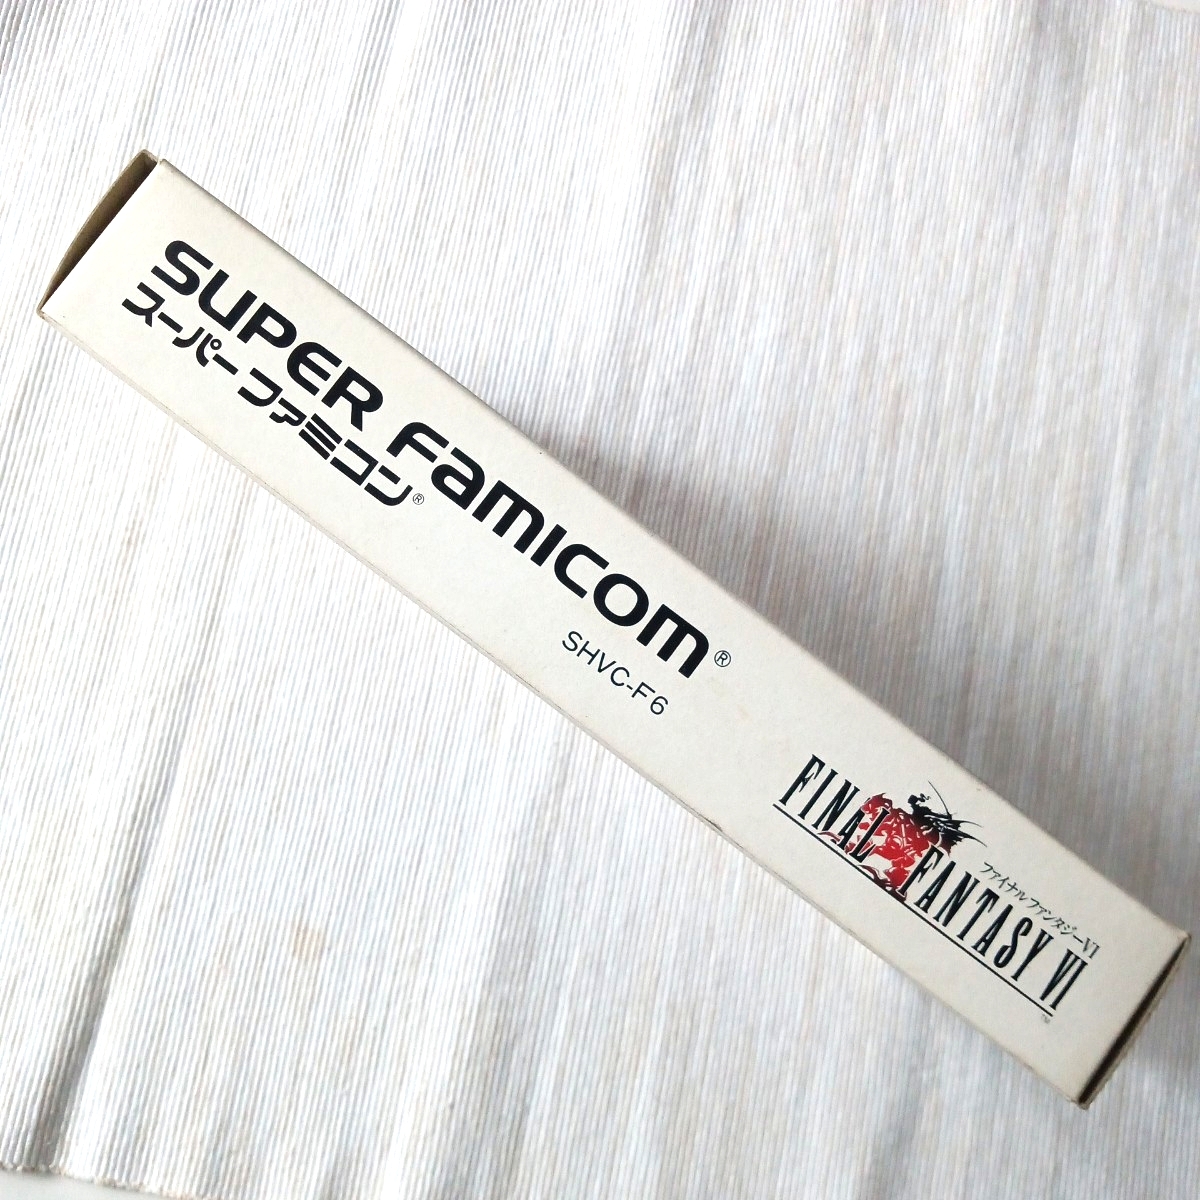 SUPER FAMICOM®
スーパーファミコン®
SHVC-F6
ファイナルファンタジーVI
FINAL FANTASY VI
TM